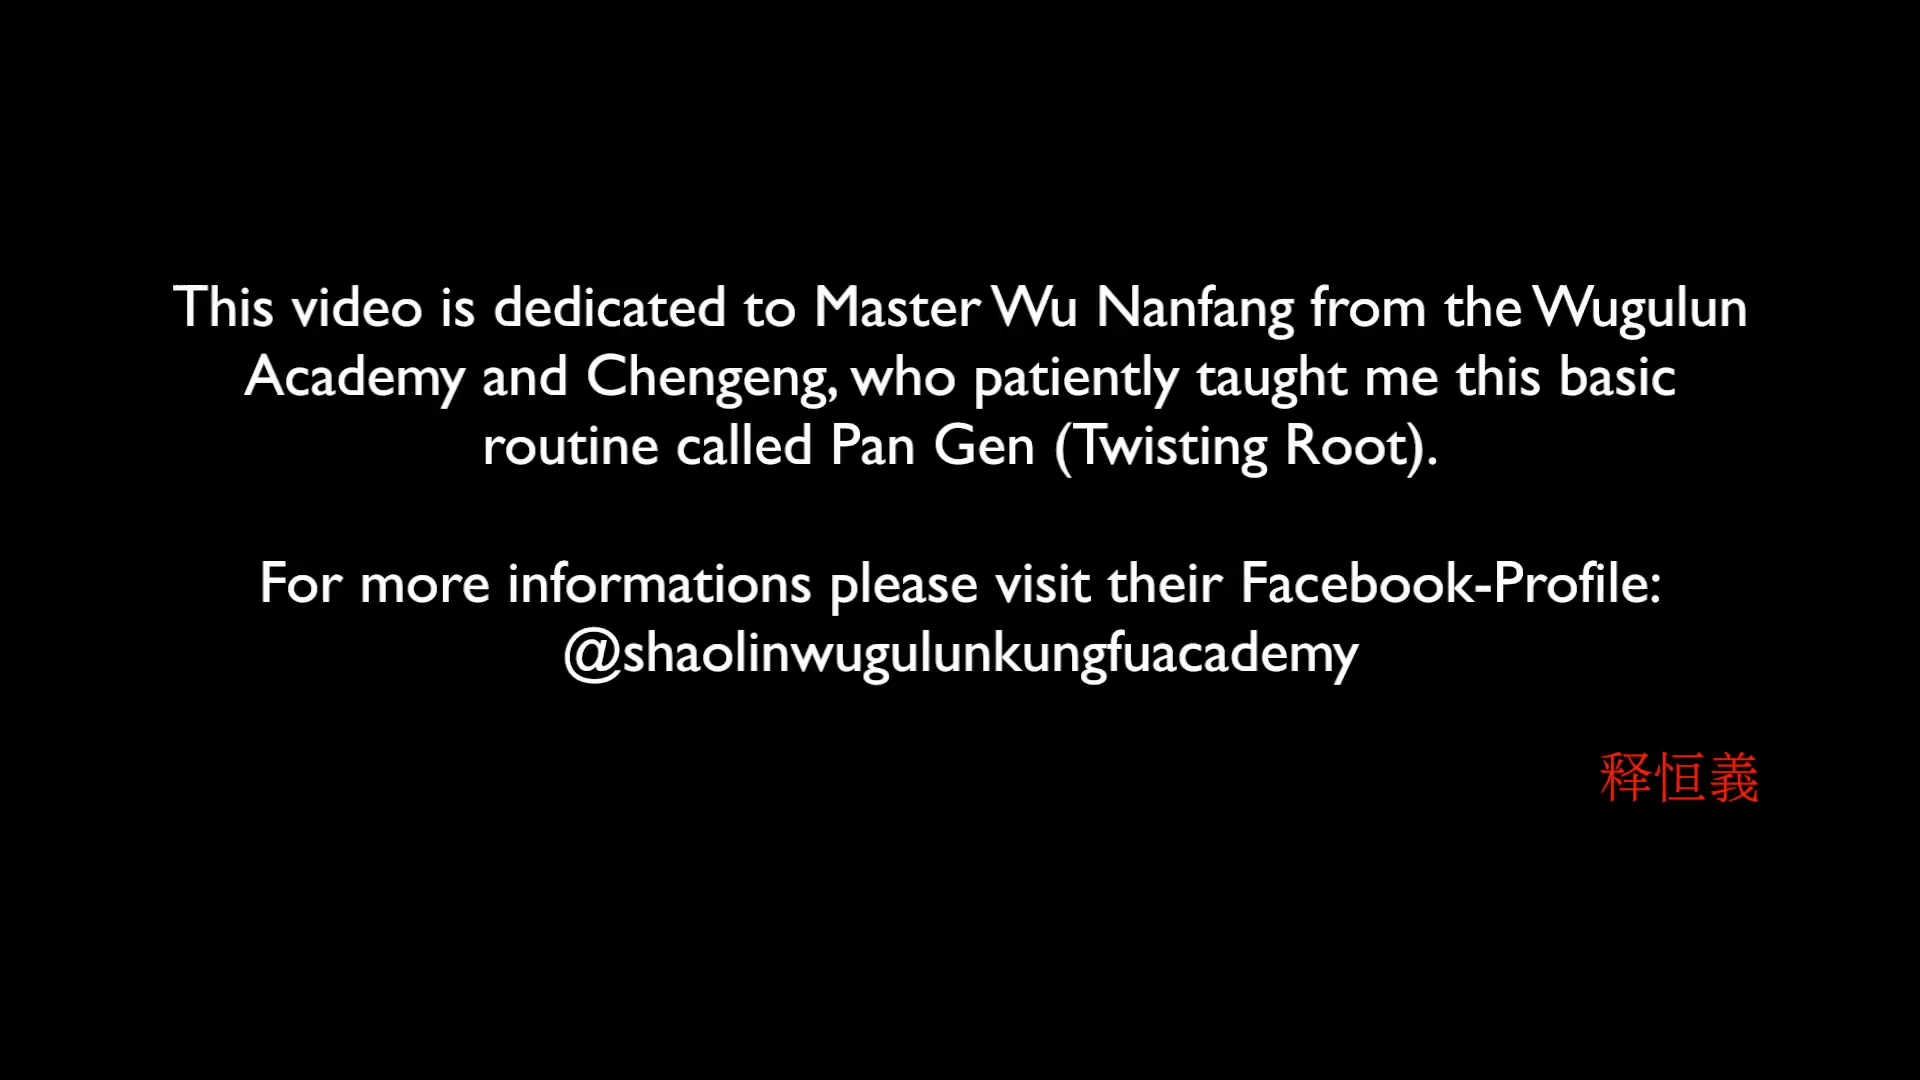 This video is dedicated to Master Wu Nanfang from the Wugulun
Academy and Chengeng, who patiently taught me this basic
routine called Pan Gen (Twisting Root).
For more informations please visit their Facebook-Profile:
@shaolinwugulunkungfuacademy
释恒義